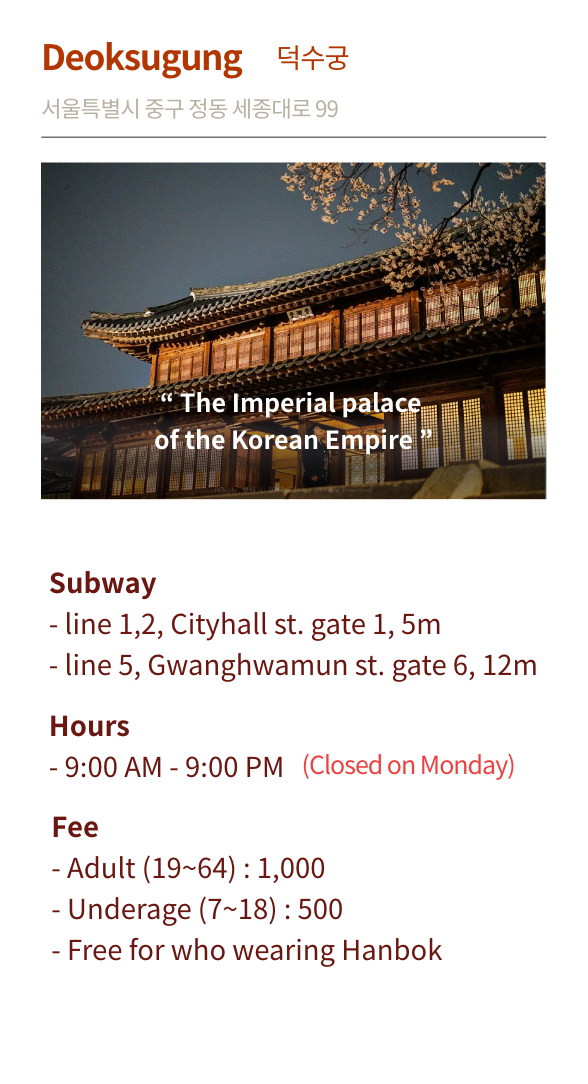 Deoksugung 덕수궁
서울특별시 중구 정동 세종대로 99
“ The Imperial palace
of the Korean Empire ”
Subway
- line 1,2, Cityhall st. gate 1, 5m
- line 5, Gwanghwamun st. gate 6, 12m
Hours
- 9:00 AM - 9:00 PM (Closed on Monday)
Fee
- Adult (19~64) : 1,000
- Underage (7~18) : 500
- Free for who wearing Hanbok